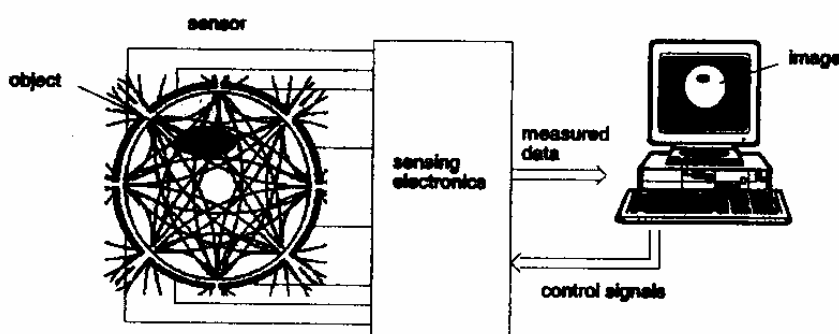 sensor
object
sensing
electronics
measured
data
control signals
image